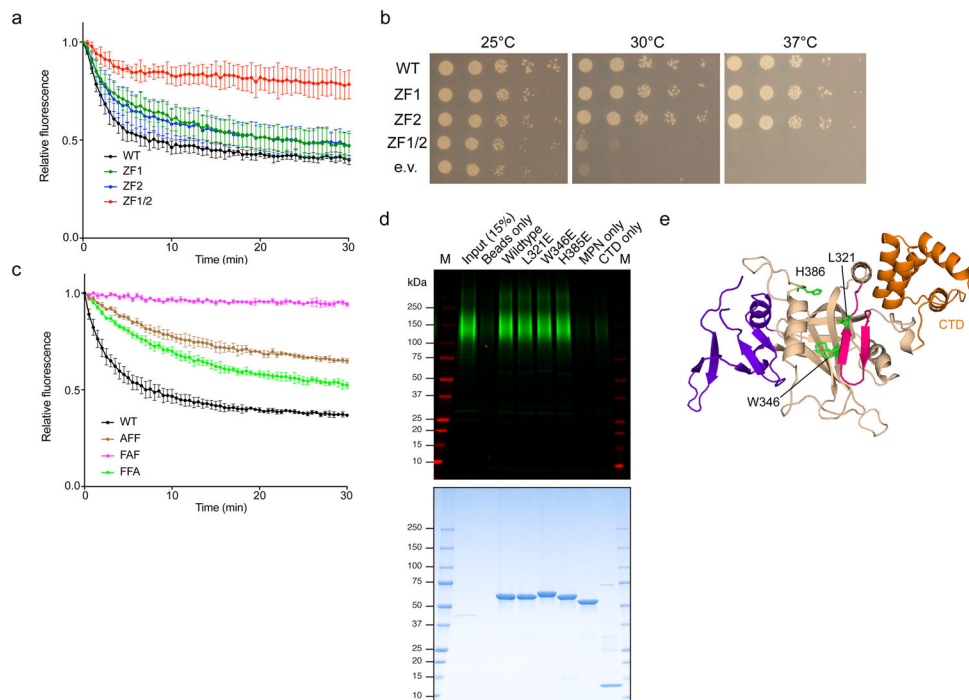 a
1.0
0.5
0.0
0
10
20
30
Relative fluorescence
Time (min)
WT
ZF1
ZF2
ZF1/2
b
25°C
30°C
37°C
WT
ZF1
ZF2
ZF1/2
e.v.
c
1.0
0.5
0.0
0
10
20
30
Relative fluorescence
Time (min)
WT
AFF
FAF
FFA
d
M
Input (15%)
Beads only
Wildtype
L321E
W346E
H385E
MPN only
CTD only
M
kDa
250
150
100
75
50
37
25
20
15
10
250
150
100
75
50
37
25
20
15
10
e
L321
H386
CTD
W346